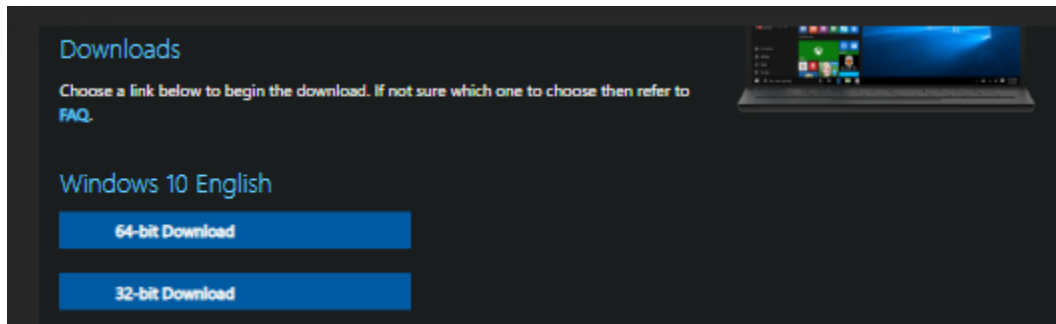 Downloads
Choose a link below to begin the download. If not sure which one to choose then refer to
FAQ.
Windows 10 English
64-bit Download
32-bit Download